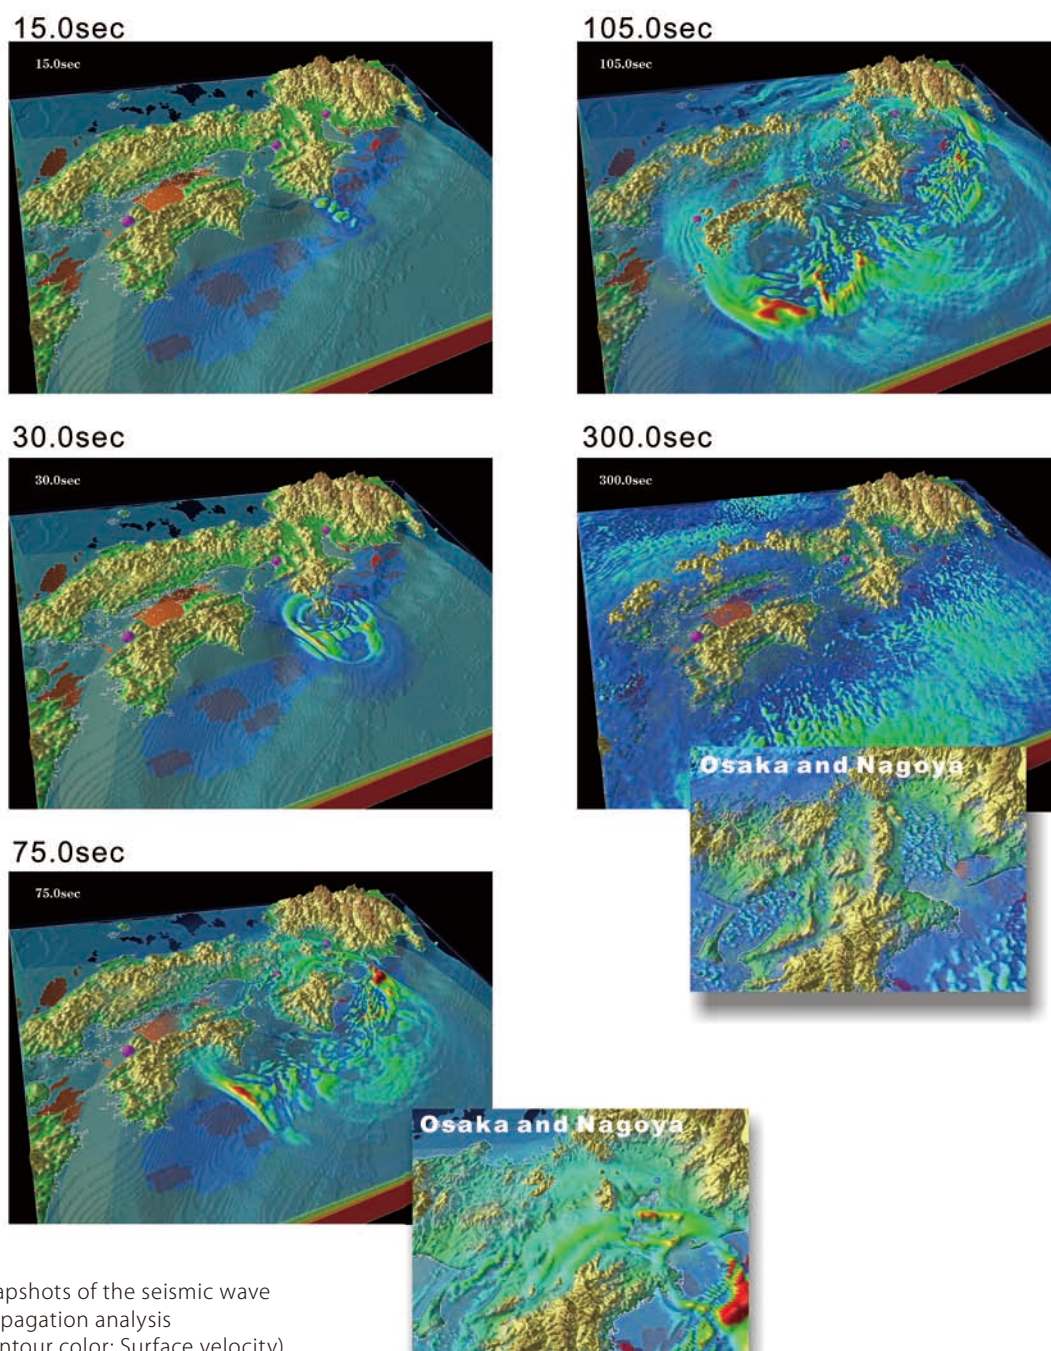 15.0sec
15.0sec
30.0sec
30.0sec
75.0sec
75.0sec
Osaka and Nagoya
105.0sec
105.0sec
300.0sec
300.0sec
Osaka and Nagoya
apshots of the seismic wave
pagation analysis
ntour color: Surface velocity)